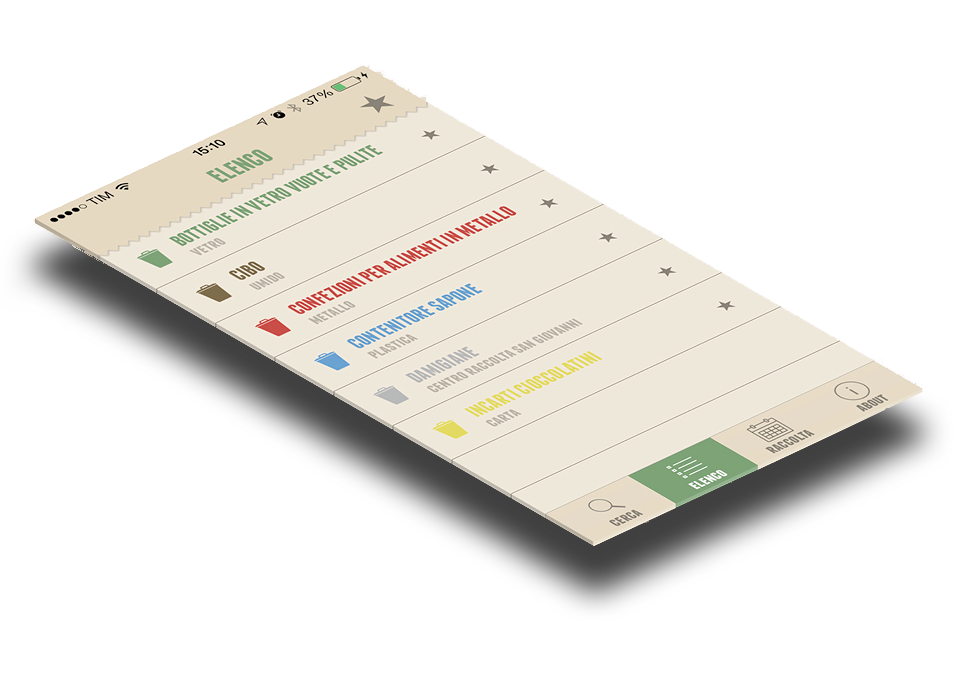 TIM 15:10 37%
ELENCO
BOTTIGLIE IN VETRO VUOTE E PULITE
VETRO
CIBO
UMIDO
CONFEZIONI PER ALIMENTI IN METALLO
METALLO
CONTENITORE SAPONE
PLASTICA
DAMIGIANE
CENTRO RACCOLTA SAN GIOVANNI
INCARTI CIOCCOLATINI
CARTA
CERCA
ELENCO
RACCOLTA
ABOUT